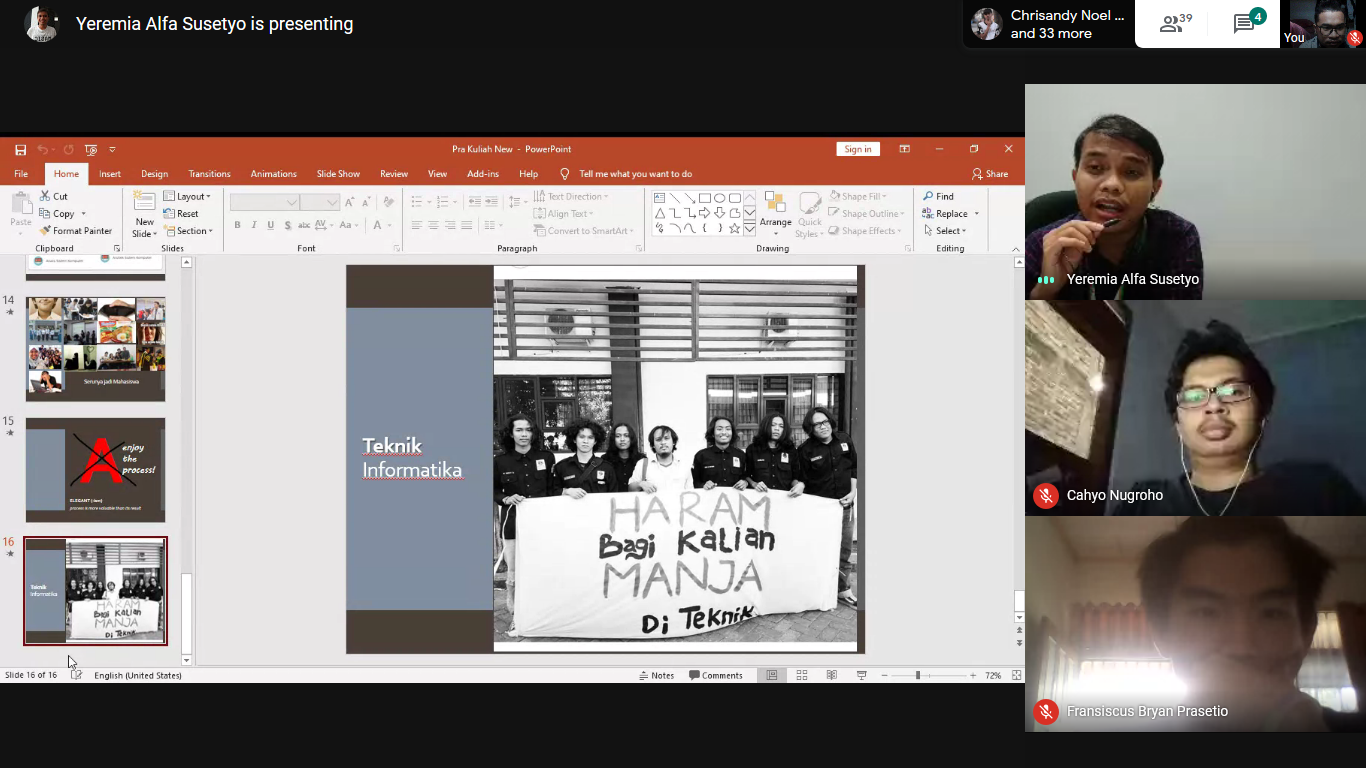 Yeremia Alfa Susetyo is presenting
Chrisandy Noel ...
and 33 more
39
4
You
Pra Kuliah New - PowerPoint
Sign in
File Home Insert Design Transitions Animations Slide Show Review View Add-ins Help Tell me what you want to do Share
Paste
Cut
Copy
Format Painter
Clipboard
New
Slide
Layout
Reset
Section
Slides
B I U S abc AV Aa A
Font
Text Direction
Align Text
Convert to SmartArt
Paragraph
Arrange
Quick
Styles
Shape Fill
Shape Outline
Shape Effects
Drawing
Find
Replace
Select
Editing
14
Serunya jadi Mahasiswa
15
A
enjoy
the
process!
16
Teknik
Informatika
HARAM
Bagi KaLian
MANJA
Di TekNiK
Teknik
Informatika
HARAM
Bagi KaLian
MANJA
Di TekNiK
Slide 16 of 16
English (United States)
Notes
Comments
72%
Yeremia Alfa Susetyo
Cahyo Nugroho
Fransiscus Bryan Prasetio